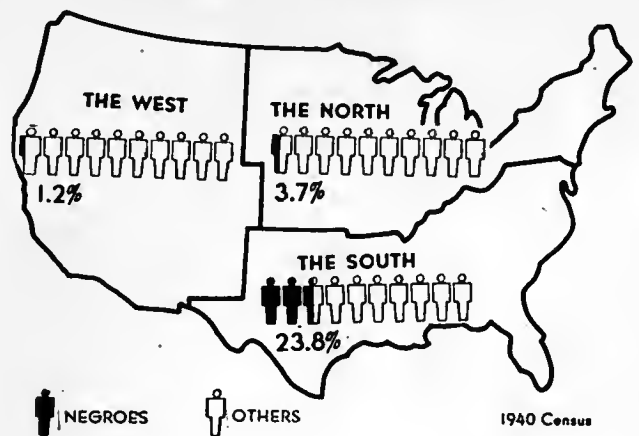 THE WEST
1.2%
THE NORTH
3.7%
THE SOUTH
23.8%
NEGROES
OTHERS
1940 Census